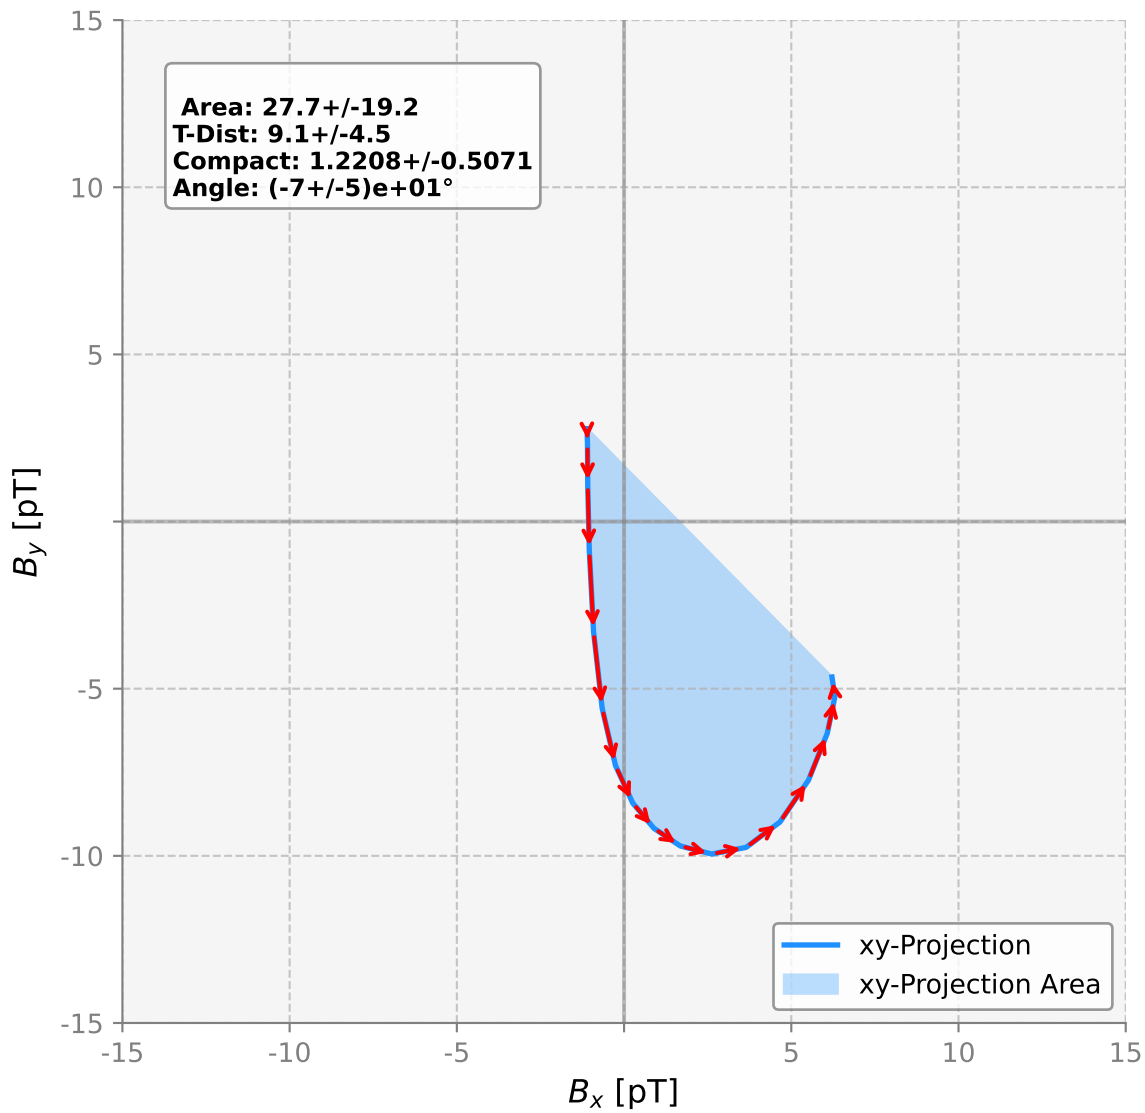 15
Area: 27.7+/-19.2
T-Dist: 9.1+/-4.5
Compact: 1.2208+/-0.5071
Angle: (-7+/-5)e+01°
10
5
B_y [pT]
-5
-10
xy-Projection
xy-Projection Area
-15
-15 -10 -5 5 10 15
B_x [pT]